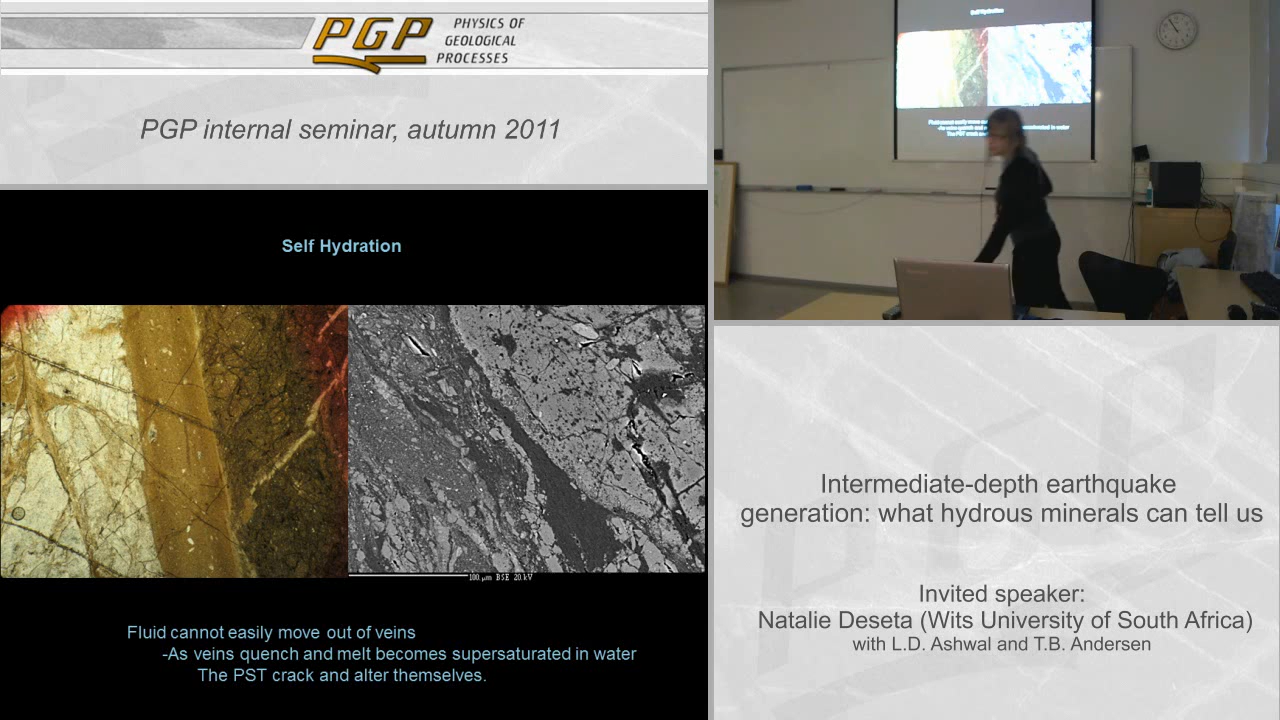 PGP
PHYSICS OF
GEOLOGICAL
PROCESSES
PGP internal seminar, autumn 2011
Self Hydration
100 µm BSE 20 kV
Fluid cannot easily move out of veins
-As veins quench and melt becomes supersaturated in water
The PST crack and alter themselves.
Self Hydration
Intermediate-depth earthquake
generation: what hydrous minerals can tell us
Invited speaker:
Natalie Deseta (Wits University of South Africa)
with L.D. Ashwal and T.B. Andersen